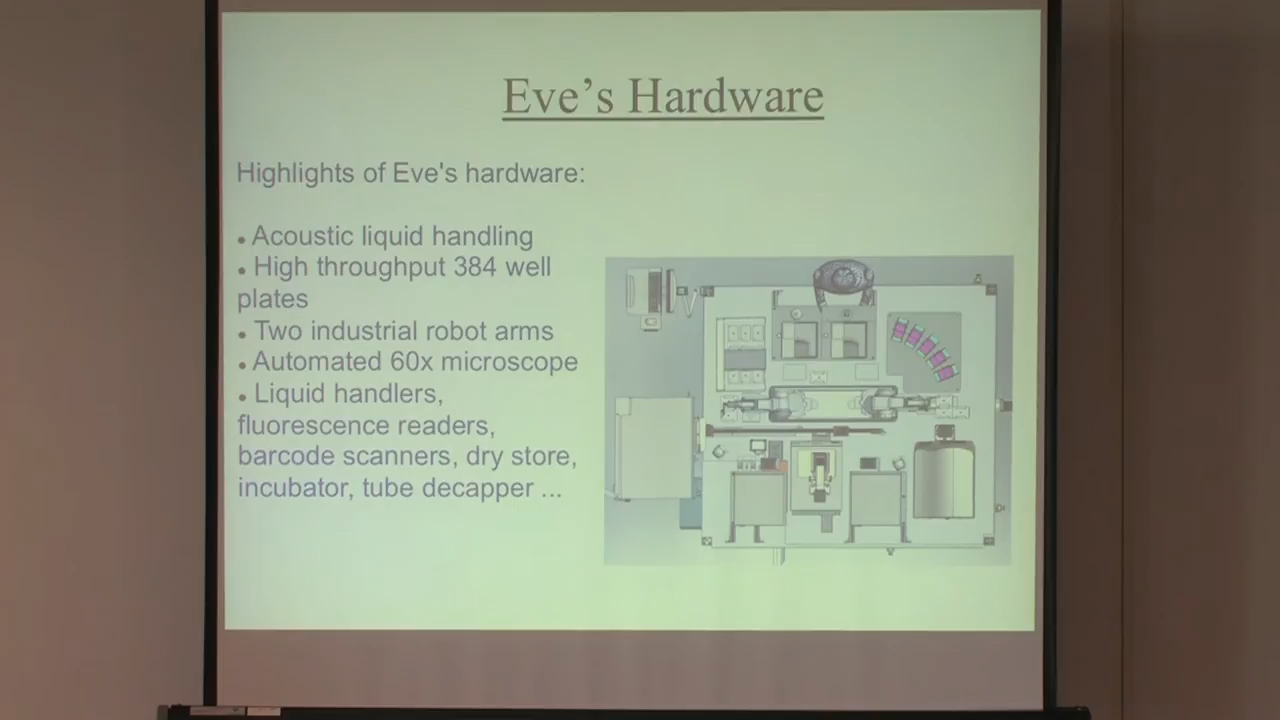 Eve's Hardware
Highlights of Eve's hardware:
• Acoustic liquid handling
• High throughput 384 well
plates
• Two industrial robot arms
• Automated 60x microscope
• Liquid handlers,
fluorescence readers,
barcode scanners, dry store,
incubator, tube decapper ...